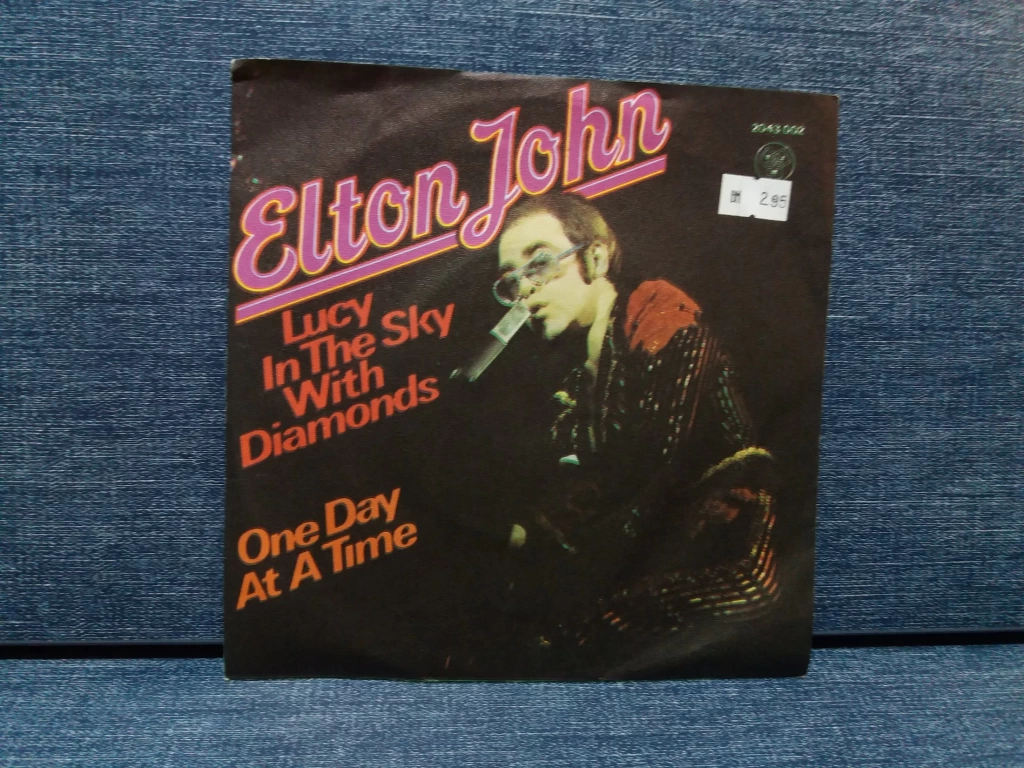 Elton John
2043 002
DM 2.95
Lucy
In The Sky
With
Diamonds
One Day
At A Time